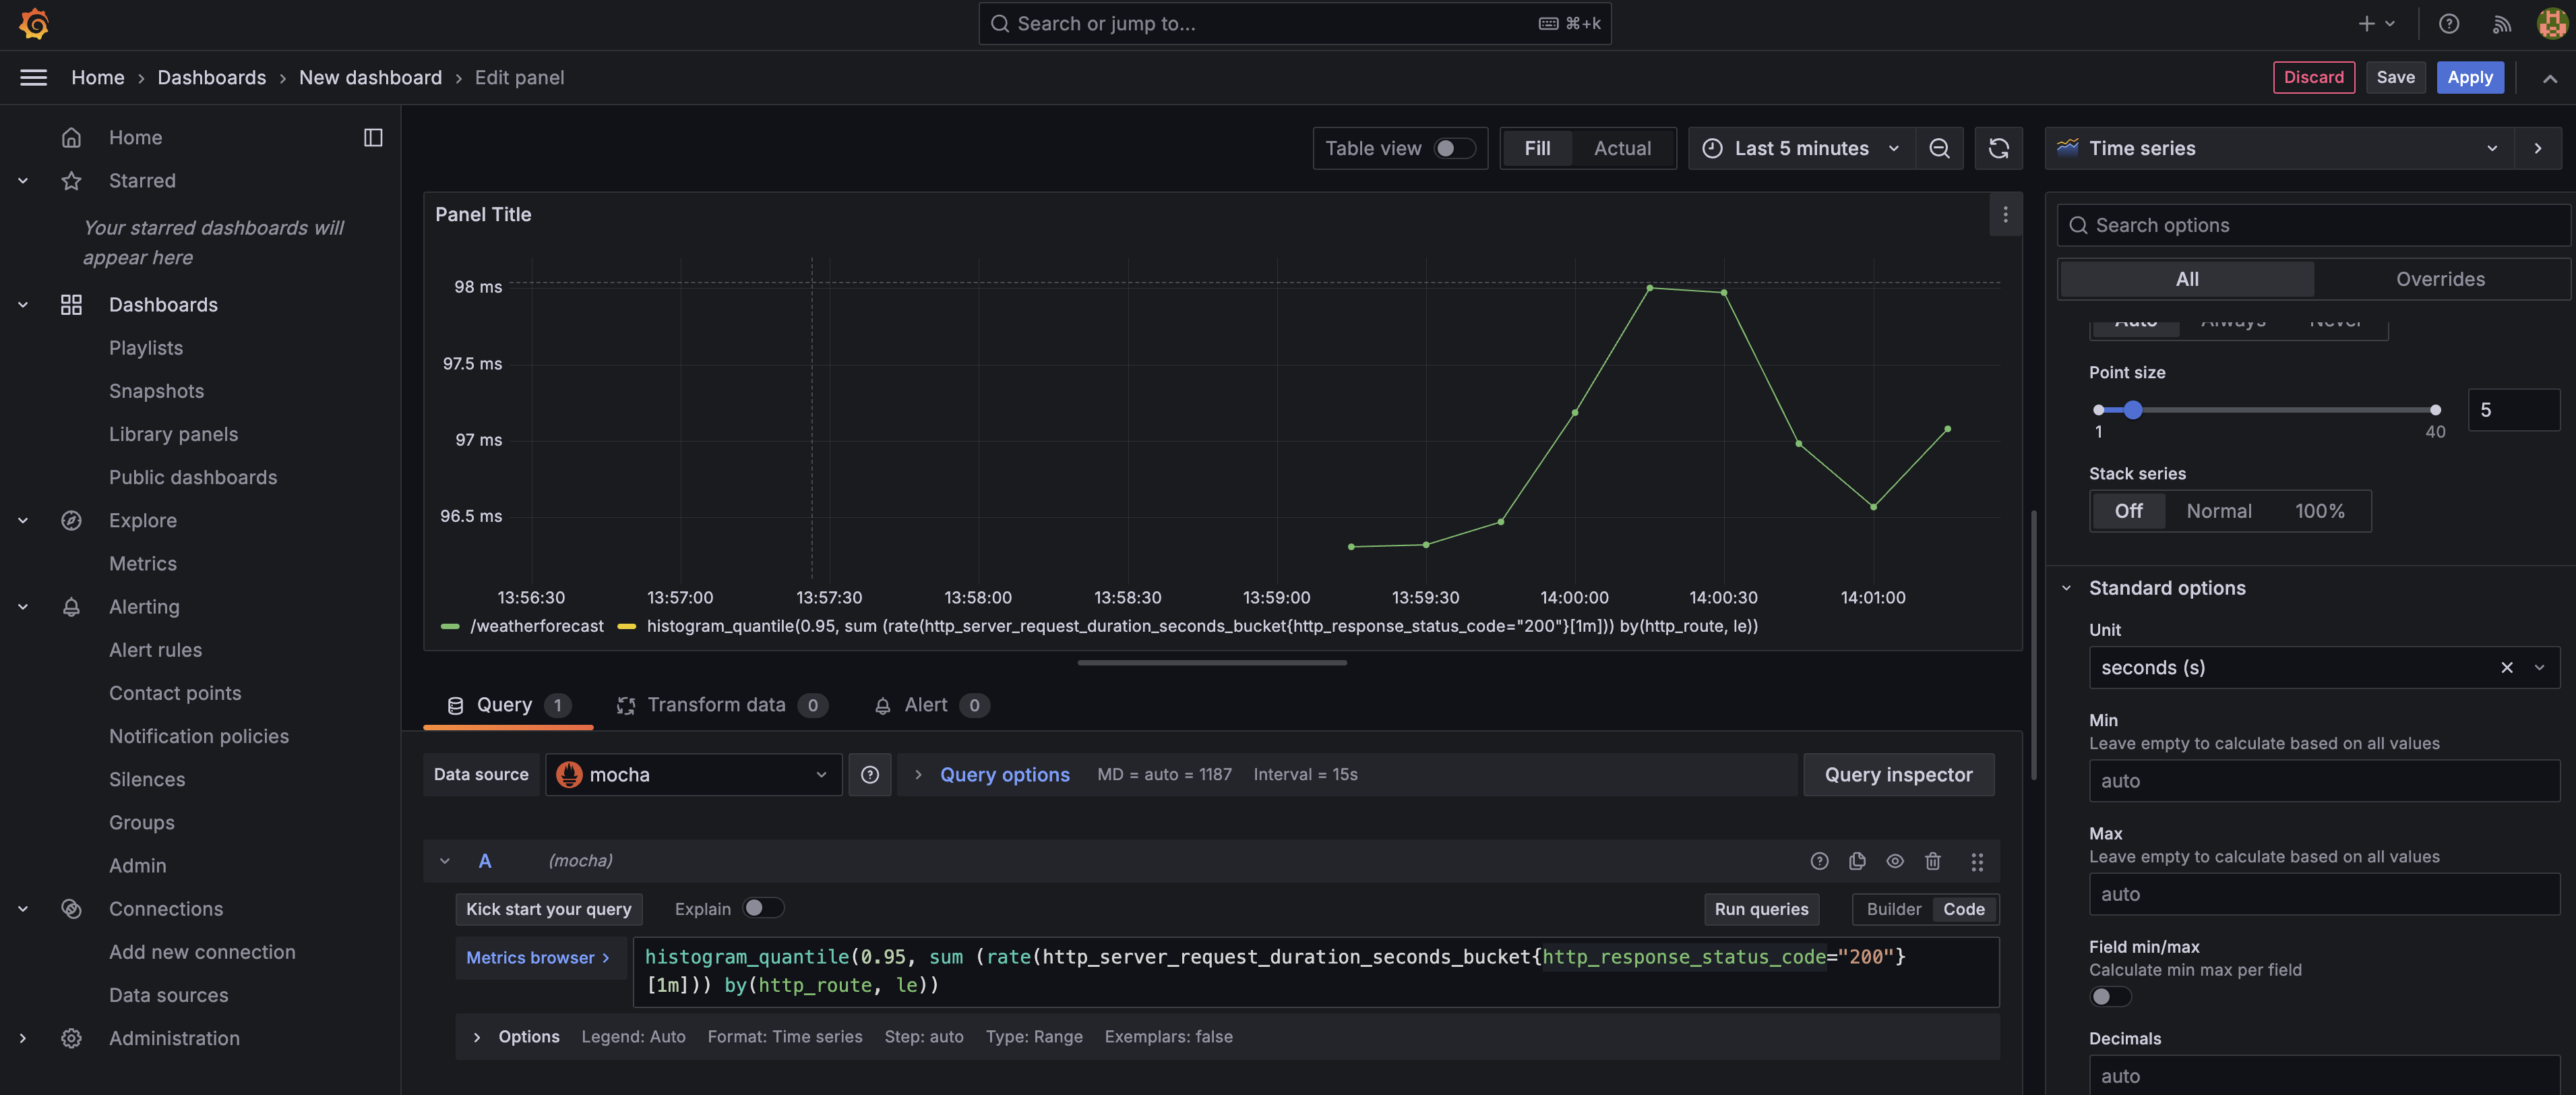 Search or jump to...
⌘+k
Home › Dashboards › New dashboard › Edit panel
Discard
Save
Apply
Home
Starred
Your starred dashboards will
appear here
Dashboards
Playlists
Snapshots
Library panels
Public dashboards
Explore
Metrics
Alerting
Alert rules
Contact points
Notification policies
Silences
Groups
Admin
Connections
Add new connection
Data sources
Administration
Table view
Fill
Actual
Last 5 minutes
Panel Title
98 ms
97.5 ms
97 ms
96.5 ms
13:56:30 13:57:00 13:57:30 13:58:00 13:58:30 13:59:00 13:59:30 14:00:00 14:00:30 14:01:00
/weatherforecast histogram_quantile(0.95, sum (rate(http_server_request_duration_seconds_bucket{http_response_status_code="200"}[1m])) by(http_route, le))
Query 1
Transform data 0
Alert 0
Data source
mocha
Query options
MD = auto = 1187
Interval = 15s
Query inspector
A (mocha)
Kick start your query
Explain
Run queries
Builder
Code
Metrics browser ›
histogram_quantile(0.95, sum (rate(http_server_request_duration_seconds_bucket{http_response_status_code="200"}
[1m])) by(http_route, le))
Options
Legend: Auto
Format: Time series
Step: auto
Type: Range
Exemplars: false
Time series
Search options
All
Overrides
Auto
Always
Never
Point size
5
1
40
Stack series
Off
Normal
100%
Standard options
Unit
seconds (s)
Min
Leave empty to calculate based on all values
auto
Max
Leave empty to calculate based on all values
auto
Field min/max
Calculate min max per field
Decimals
auto